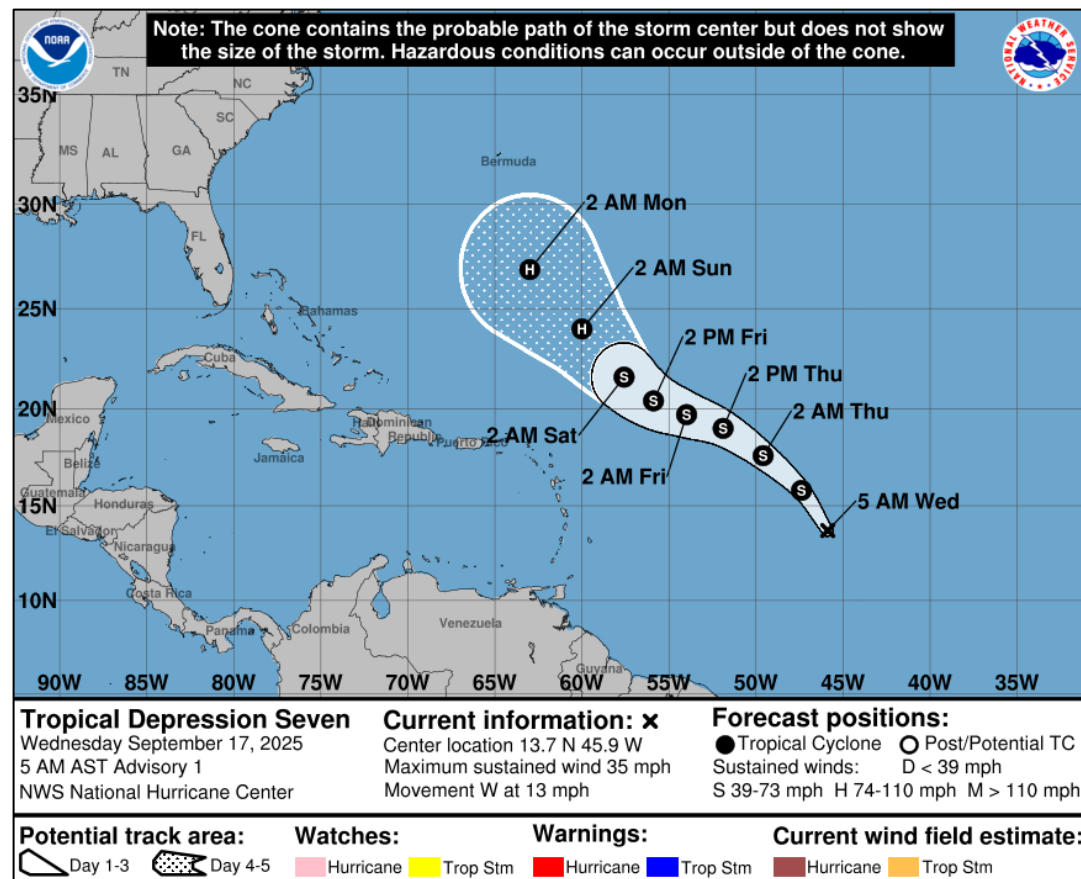 Note: The cone contains the probable path of the storm center but does not show
the size of the storm. Hazardous conditions can occur outside of the cone.
NOAA
NATIONAL WEATHER SERVICE
TN
NC
35N
SC
MS
AL
GA
Bermuda
30N
2 AM Mon
FL
H
2 AM Sun
25N
Bahamas
H
2 PM Fri
Cuba
S
2 PM Thu
20N
Mexico
S
S
S
2 AM Thu
Haiti
Dominican
Republic
Puerto Rico
2 AM Sat
Jamaica
Belize
S
2 AM Fri
Guatemala
Honduras
15N
S
5 AM Wed
El Salvador
Nicaragua
10N
Costa Rica
Panama
Colombia
Venezuela
Guyana
90W 85W 80W 75W 70W 65W 60W 55W 50W 45W 40W 35W
Tropical Depression Seven
Wednesday September 17, 2025
5 AM AST Advisory 1
NWS National Hurricane Center
Current information: x
Center location 13.7 N 45.9 W
Maximum sustained wind 35 mph
Movement W at 13 mph
Forecast positions:
Tropical Cyclone Post/Potential TC
Sustained winds: D < 39 mph
S 39-73 mph H 74-110 mph M > 110 mph
Potential track area:
Day 1-3 Day 4-5
Watches:
Hurricane Trop Stm
Warnings:
Hurricane Trop Stm
Current wind field estimate:
Hurricane Trop Stm